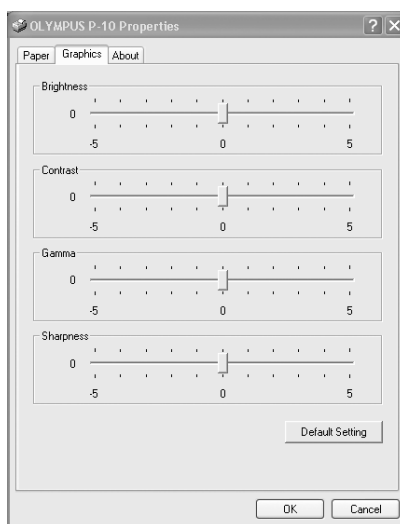 OLYMPUS P-10 Properties
Paper Graphics About
Brightness
0
-5 0 5
Contrast
0
-5 0 5
Gamma
0
-5 0 5
Sharpness
0
-5 0 5
Default Setting
OK Cancel